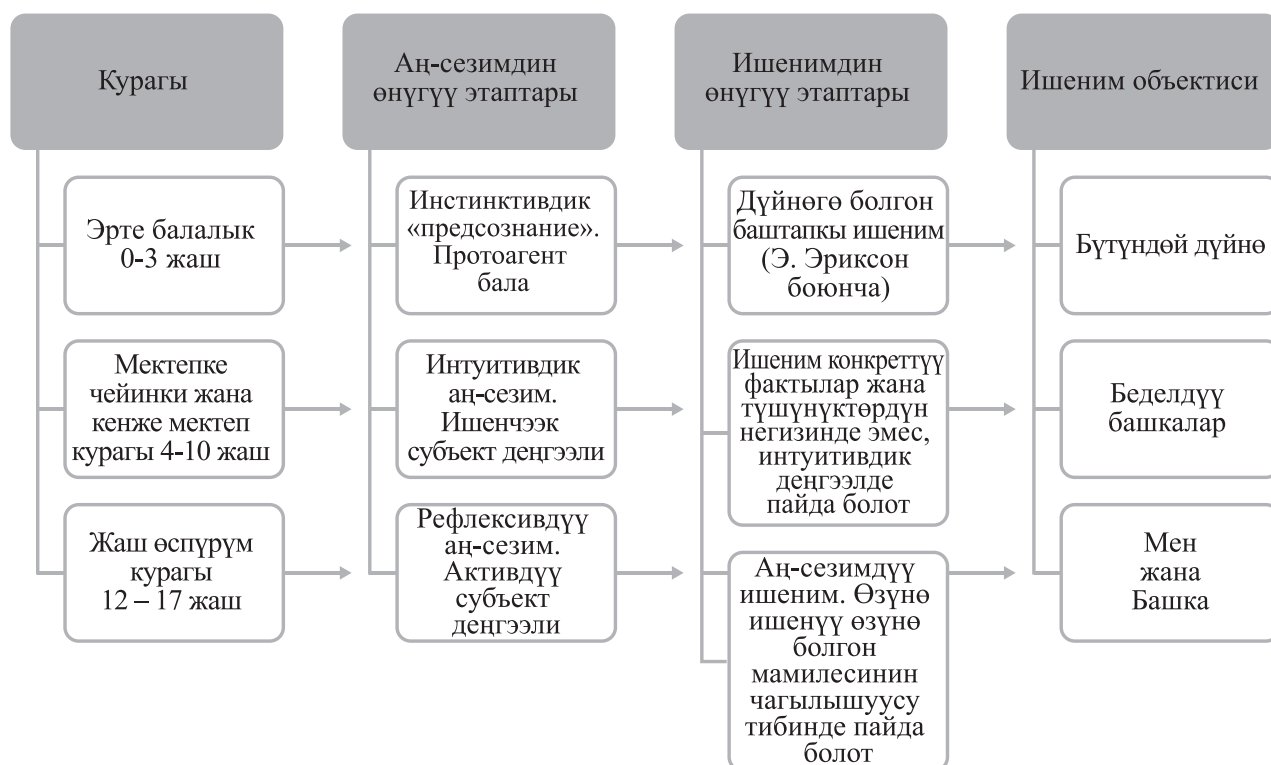 Курагы
Аң-сезимдин
өнүгүү этаптары
Ишенимдин
өнүгүү этаптары
Ишеним объектиси
Эрте балалык
0-3 жаш
Инстинктивдик
«предсознание».
Протоагент
бала
Дүйнөгө болгон
баштапкы ишеним
(Э. Эриксон
боюнча)
Бүтүндөй дүйнө
Мектепке
чейинки жана
кенже мектеп
курагы 4-10 жаш
Интуитивдик
аң-сезим.
Ишенчээк
субъект деңгээли
Ишеним конкреттүү
фактылар жана
түшүнүктөрдүн
негизинде эмес,
интуитивдик
деңгээлде
пайда болот
Беделдүү
башкалар
Жаш өспүрүм
курагы
12 – 17 жаш
Рефлексивдүү
аң-сезим.
Активдүү
субъект
деңгээли
Аң-сезимдүү
ишеним. Өзүнө
ишенүү өзүнө
болгон
мамилесинин
чагылышуусу
тибинде пайда
болот
Мен
жана
Башка